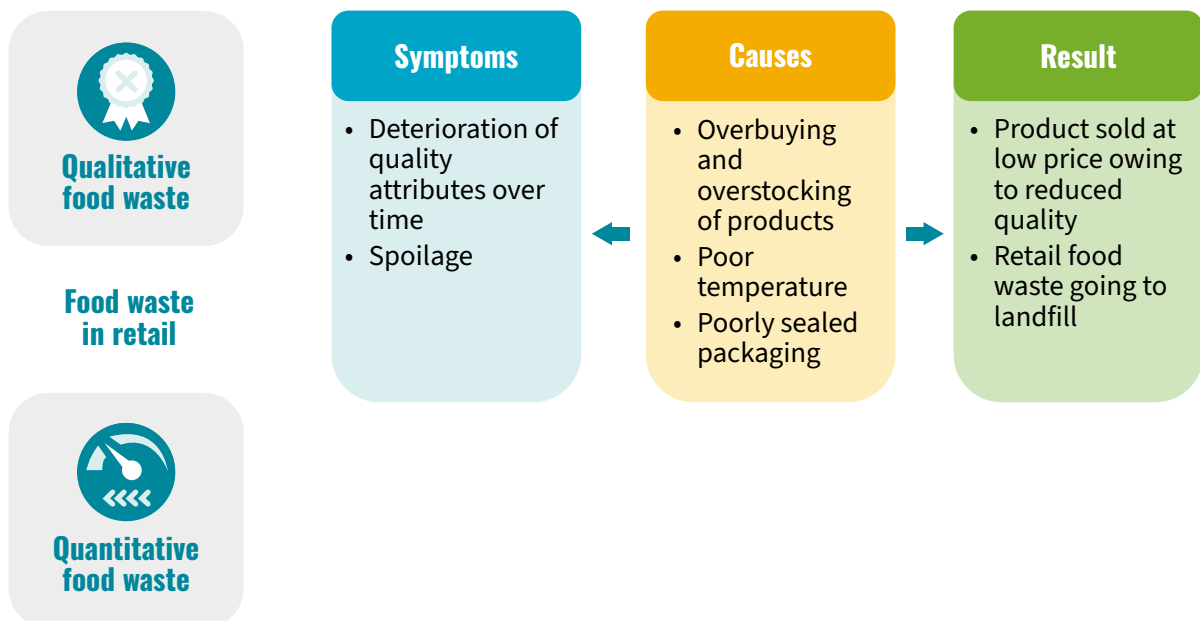 Qualitative
food waste
Food waste
in retail
Quantitative
food waste
Symptoms
• Deterioration of
quality
attributes over
time
• Spoilage
Causes
• Overbuying
and
overstocking
of products
• Poor
temperature
• Poorly sealed
packaging
Result
• Product sold at
low price owing
to reduced
quality
• Retail food
waste going to
landfill